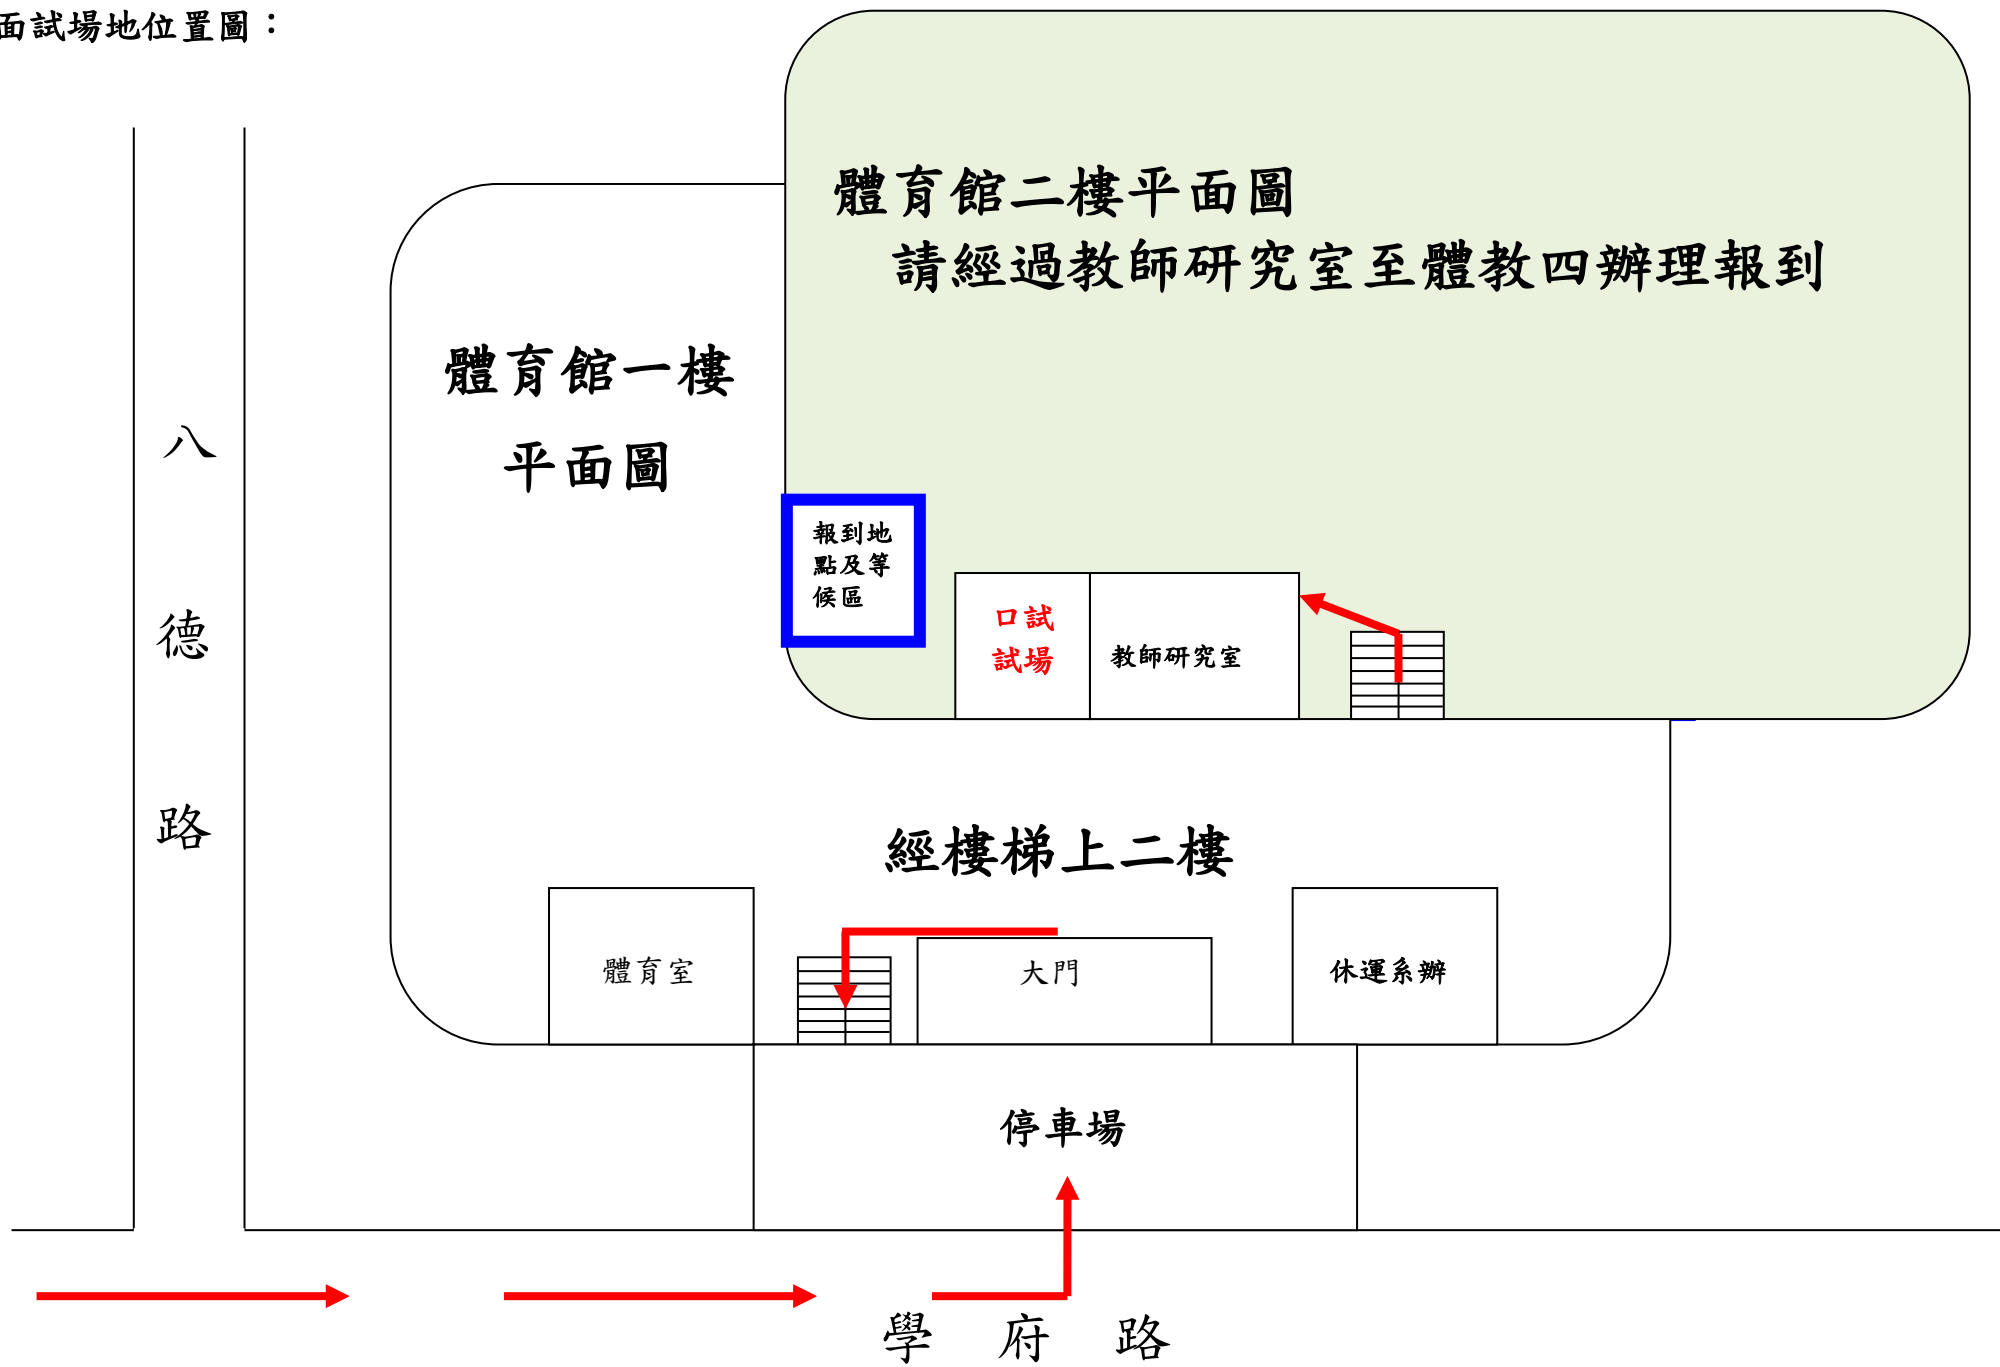 面試場地位置圖：
體育館二樓平面圖
請經過教師研究室至體教四辦理報到
體育館一樓
平面圖
八
德
路
報到地
點及等
候區
口試
試場
教師研究室
經樓梯上二樓
體育室
大門
休運系辦
停車場
學 府 路